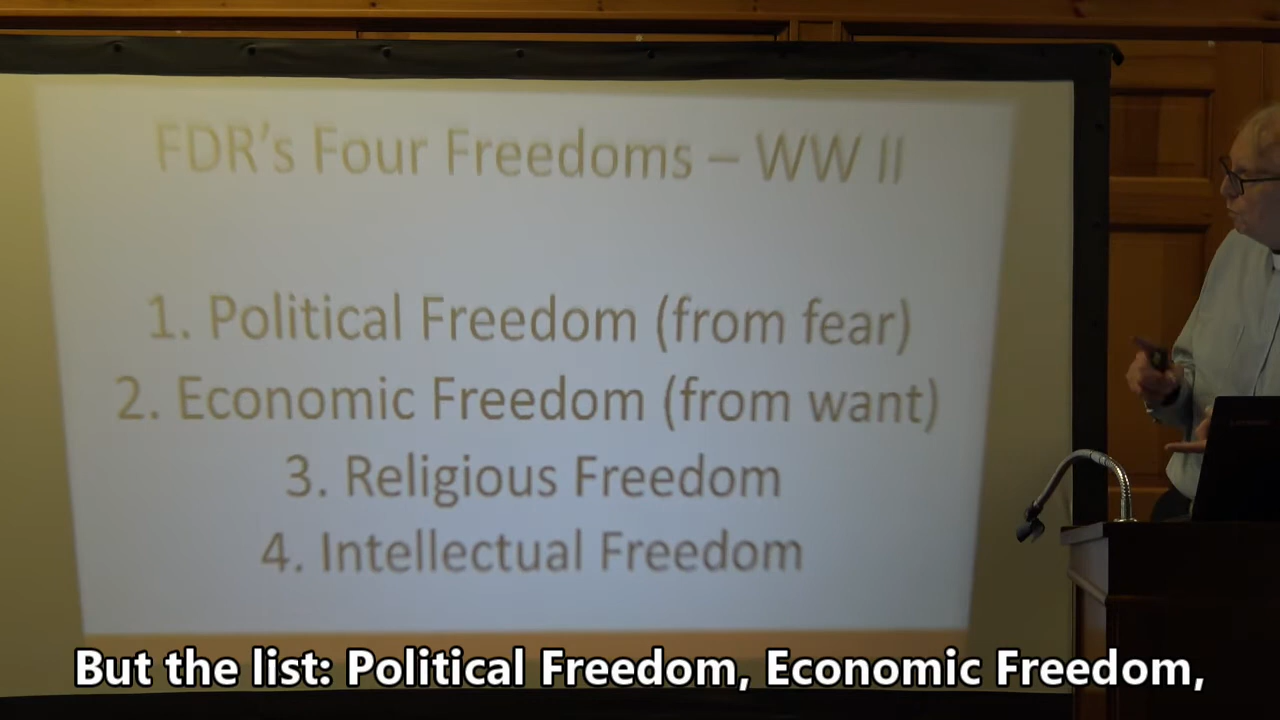 FDR's Four Freedoms – WW II
1. Political Freedom (from fear)
2. Economic Freedom (from want)
3. Religious Freedom
4. Intellectual Freedom
But the list: Political Freedom, Economic Freedom,